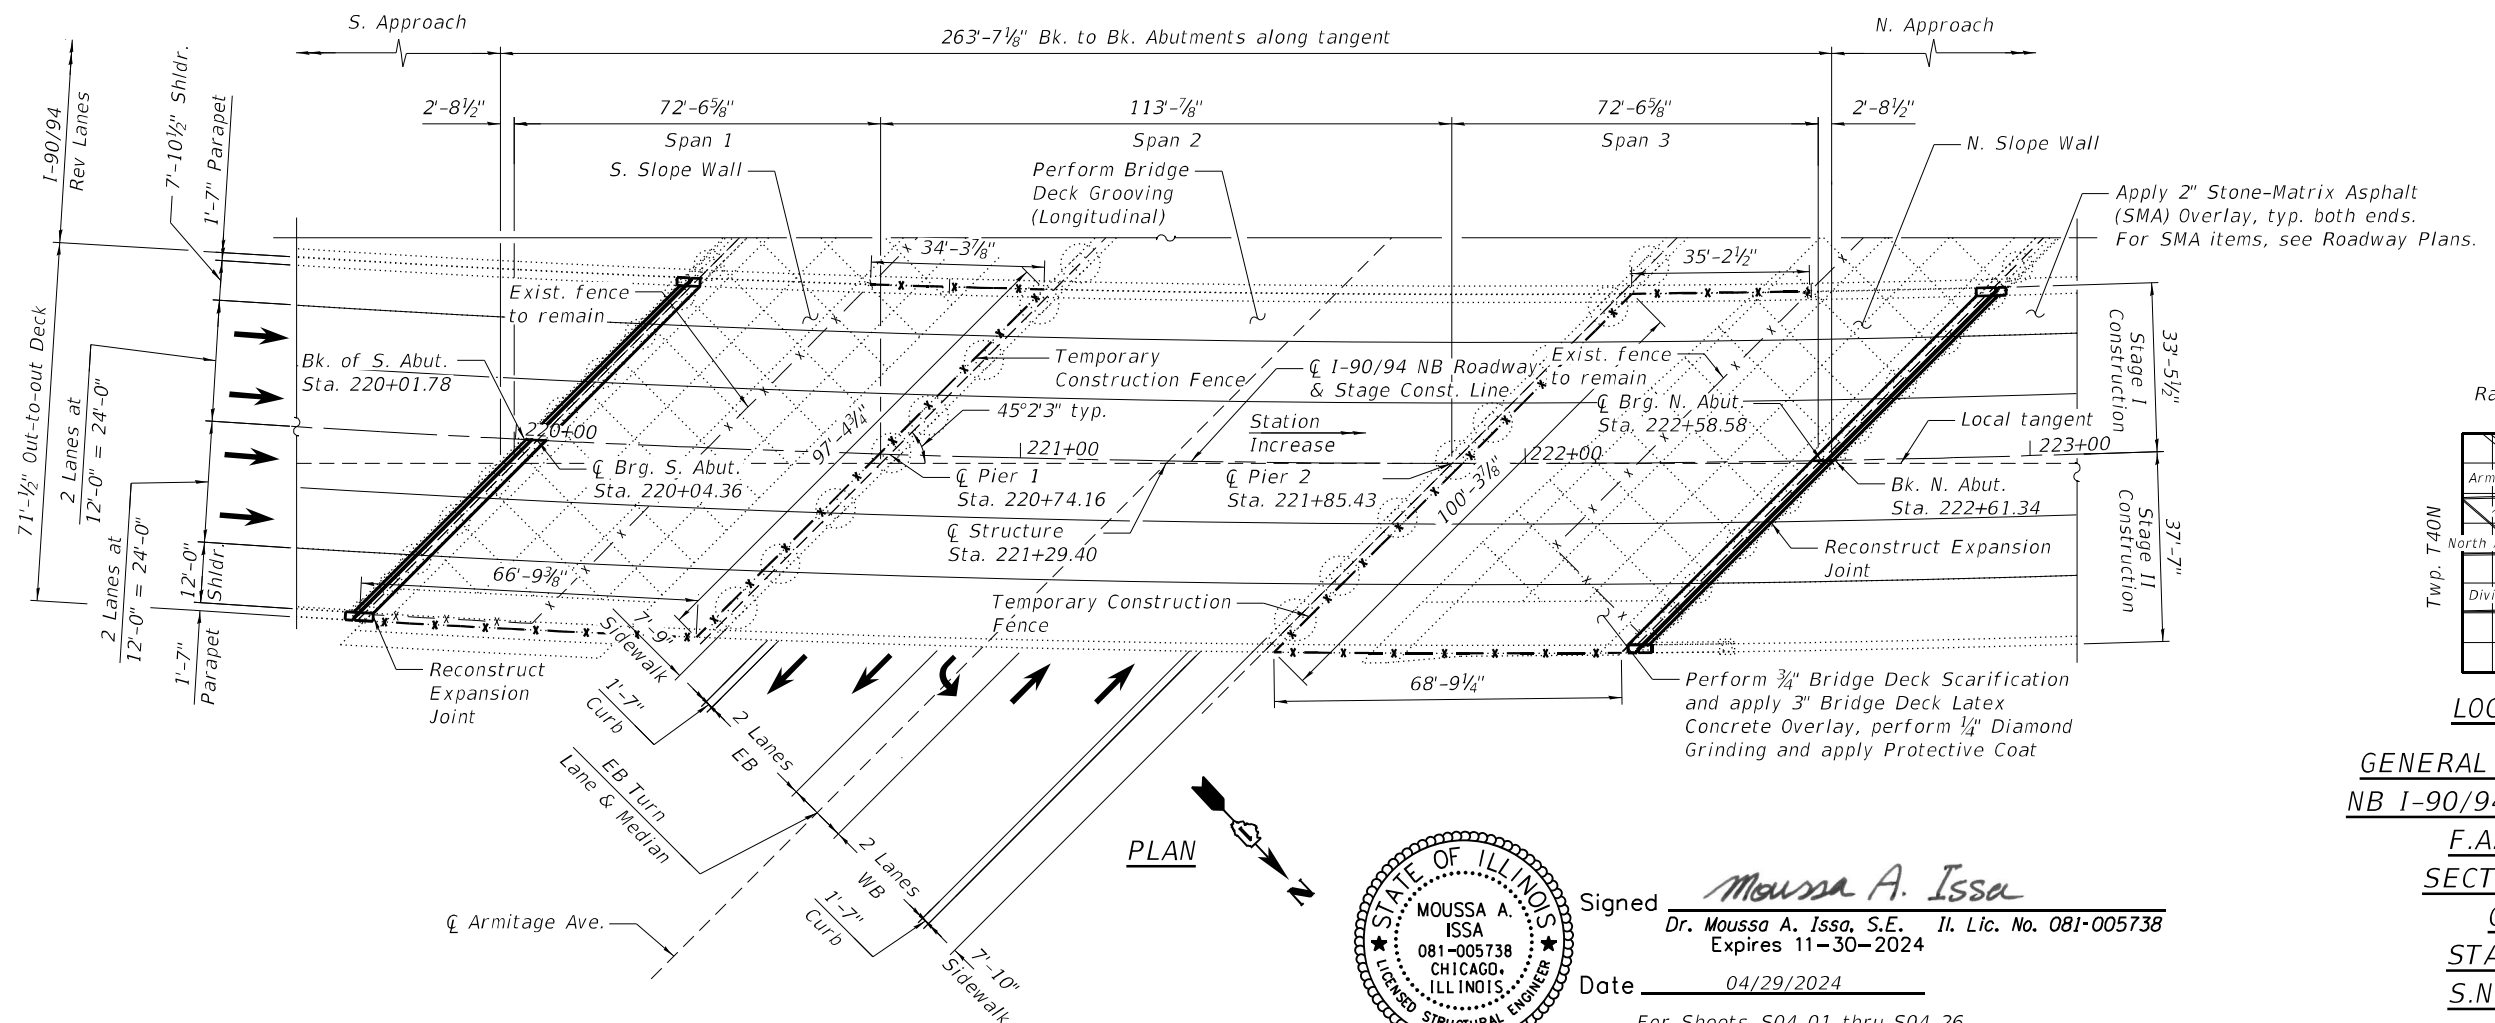 S. Approach
263'-7⅛" Bk. to Bk. Abutments along tangent
N. Approach
I-90/94
Rev Lanes
7'-10½" Shldr.
1'-7" Parapet
2'-8½"
72'-6⅝"
113'-⅞"
72'-6⅝"
2'-8½"
Span 1
Span 2
Span 3
S. Slope Wall
Perform Bridge
Deck Grooving
(Longitudinal)
N. Slope Wall
Apply 2" Stone-Matrix Asphalt
(SMA) Overlay, typ. both ends.
For SMA items, see Roadway Plans.
34'-3⅞"
35'-2½"
Exist. fence
to remain
Bk. of S. Abut.
Sta. 220+01.78
Temporary
Construction Fence
℄ I-90/94 NB Roadway
& Stage Const. Line
Exist. fence
to remain
Stage I
Construction
33'-5½"
71'-½" Out-to-out Deck
2 Lanes at
12'-0" = 24'-0"
220+00
97'-4¾"
45°2'3" typ.
221+00
Station
Increase
℄ Brg. N. Abut.
Sta. 222+58.58
222+00
Local tangent
223+00
℄ Brg. S. Abut.
Sta. 220+04.36
℄ Pier 1
Sta. 220+74.16
℄ Pier 2
Sta. 221+85.43
100'-3⅞"
Bk. N. Abut.
Sta. 222+61.34
℄ Structure
Sta. 221+29.40
Reconstruct Expansion
Joint
Stage II
Construction
37'-7"
2 Lanes at
12'-0" = 24'-0"
12'-0"
Shldr.
1'-7"
Parapet
66'-9⅜"
Temporary Construction
Fence
7'-9"
Sidewalk
Reconstruct
Expansion
Joint
68'-9¼"
Perform ¾" Bridge Deck Scarification
and apply 3" Bridge Deck Latex
Concrete Overlay, perform ¼" Diamond
Grinding and apply Protective Coat
1'-7"
Curb
2 Lanes
EB
EB Turn
Lane & Median
2 Lanes
WB
1'-7"
Curb
7'-10"
Sidewalk
℄ Armitage Ave.
PLAN
N
STATE OF ILLINOIS
MOUSSA A.
ISSA
081-005738
CHICAGO,
ILLINOIS
LICENSED STRUCTURAL ENGINEER
Signed Moussa A. Issa
Dr. Moussa A. Issa, S.E. Il. Lic. No. 081-005738
Expires 11-30-2024
Date 04/29/2024
For Sheets S04-01 thru S04-26
Ra
Arm
North
Divi
Twp. T40N
LOC
GENERAL
NB I-90/94
F.A.
SECT
STA
S.N